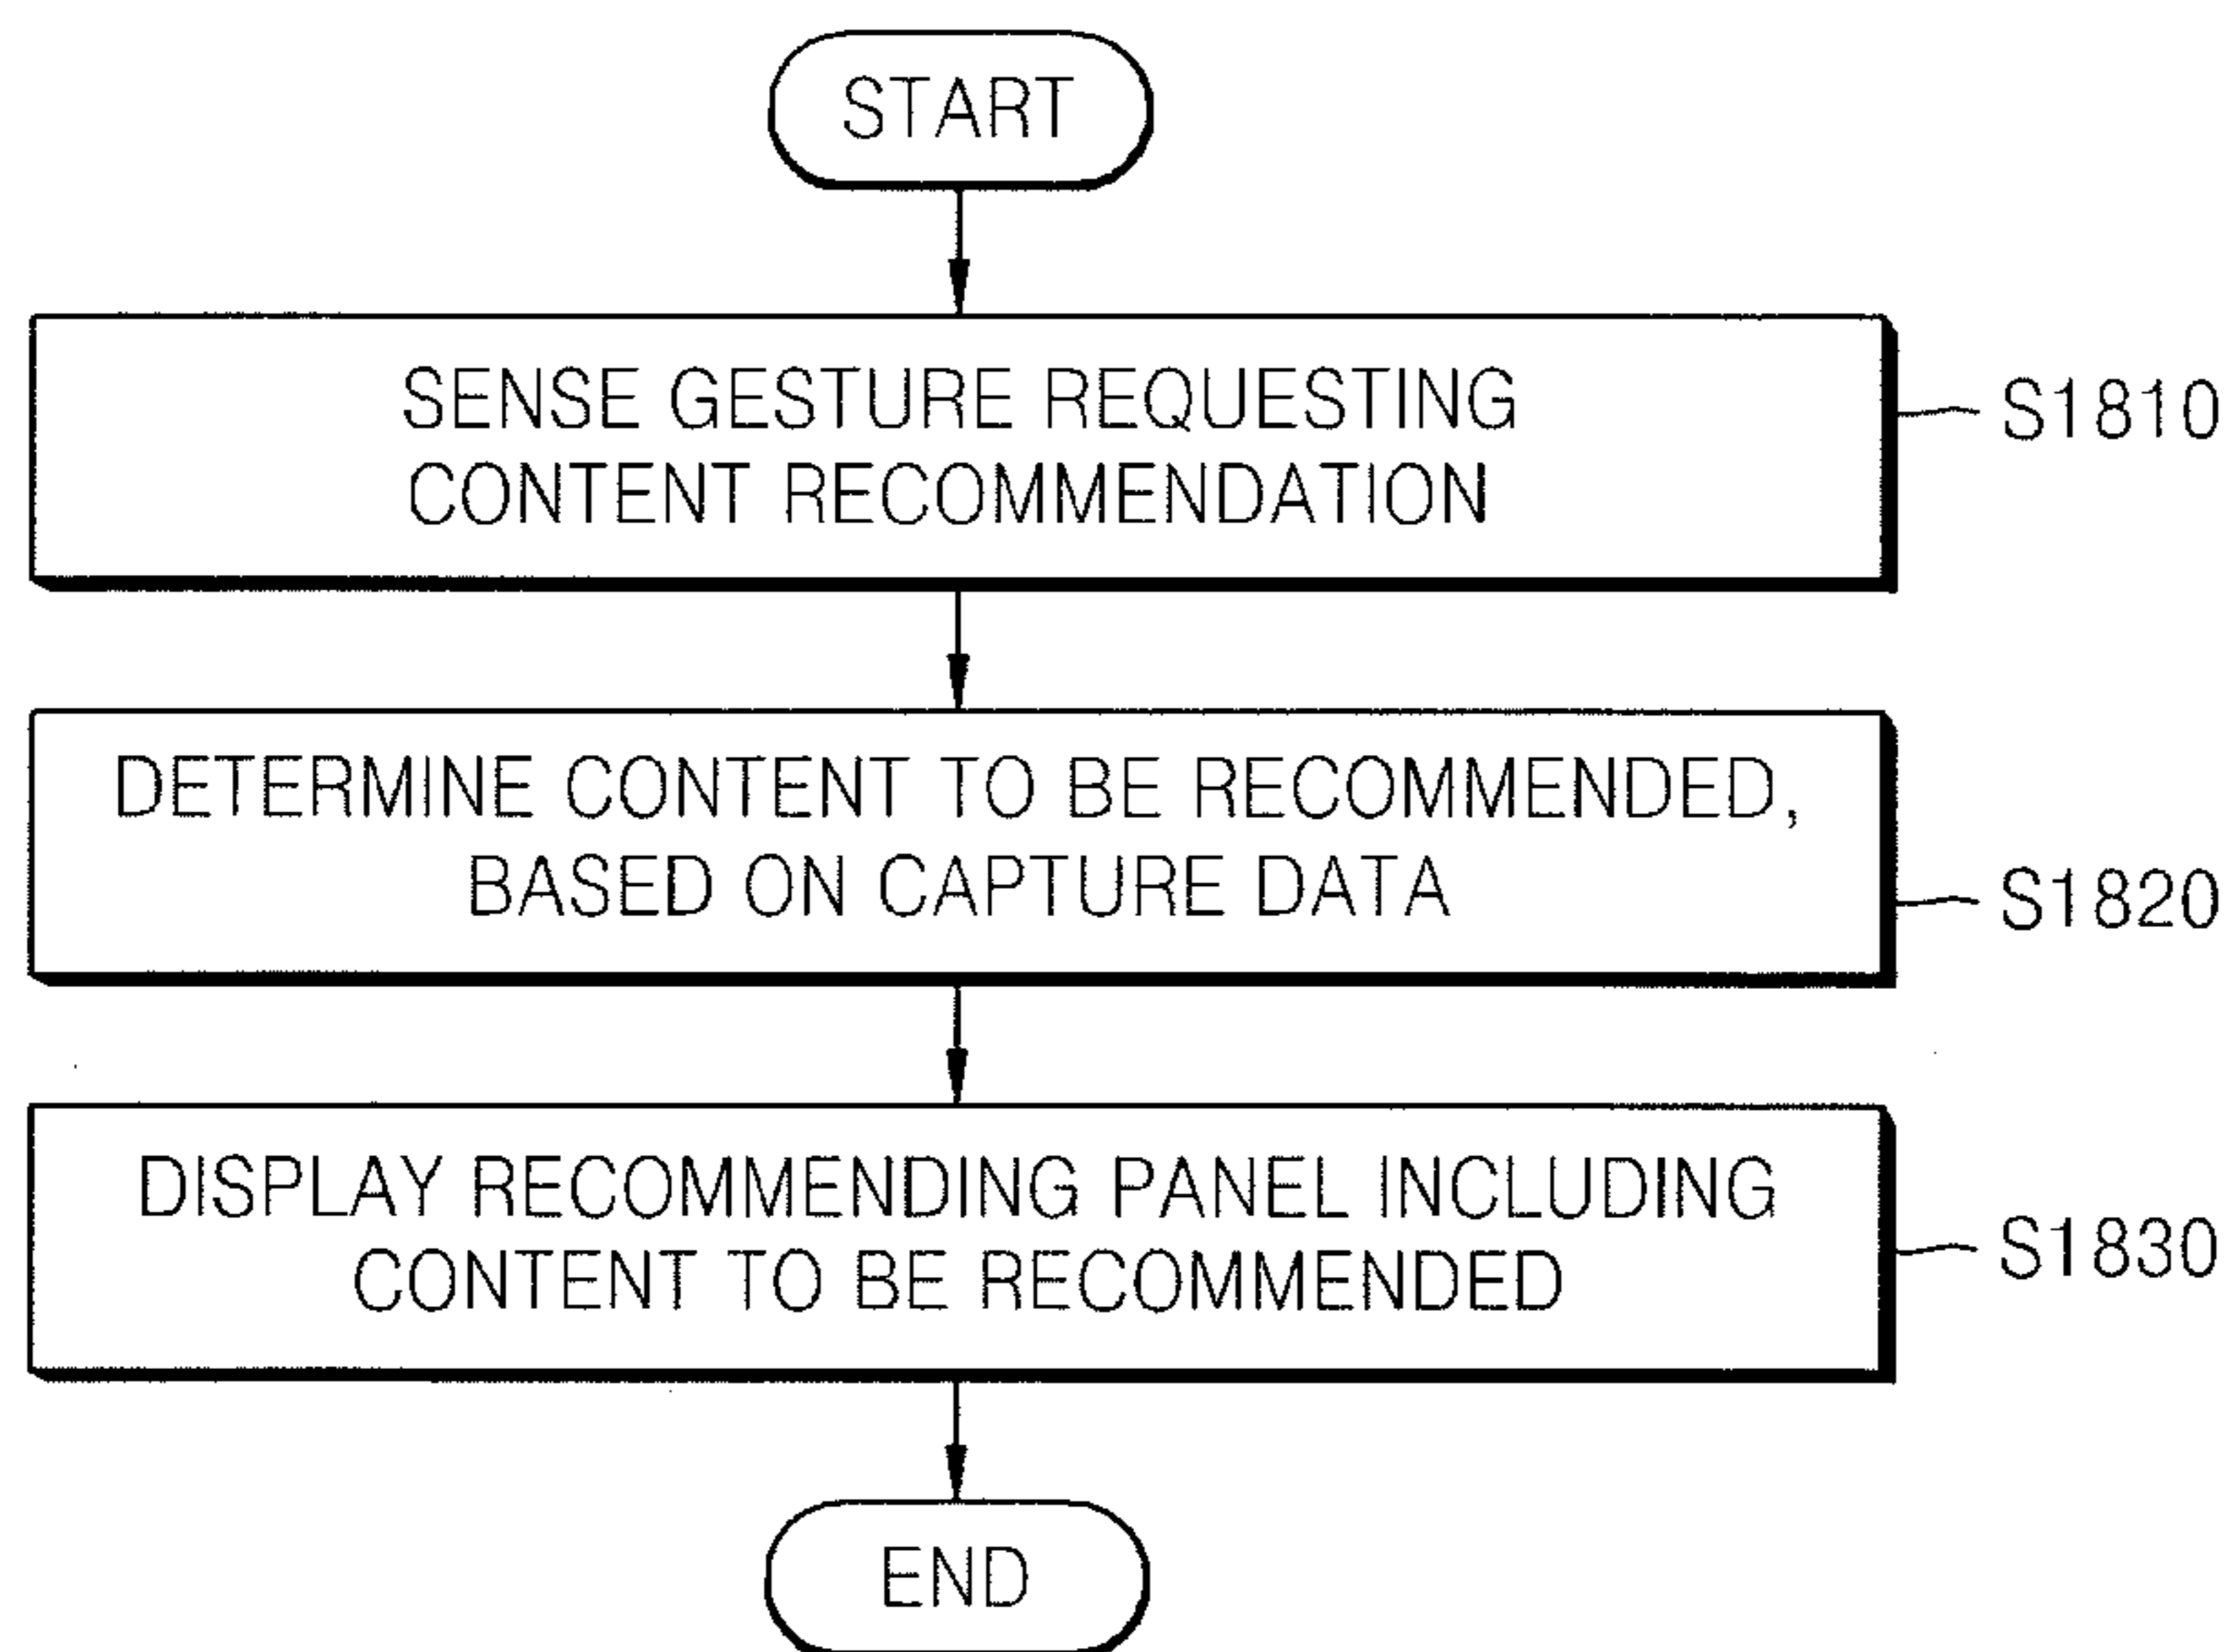 START
SENSE GESTURE REQUESTING
CONTENT RECOMMENDATION
S1810
DETERMINE CONTENT TO BE RECOMMENDED,
BASED ON CAPTURE DATA
S1820
DISPLAY RECOMMENDING PANEL INCLUDING
CONTENT TO BE RECOMMENDED
S1830
END